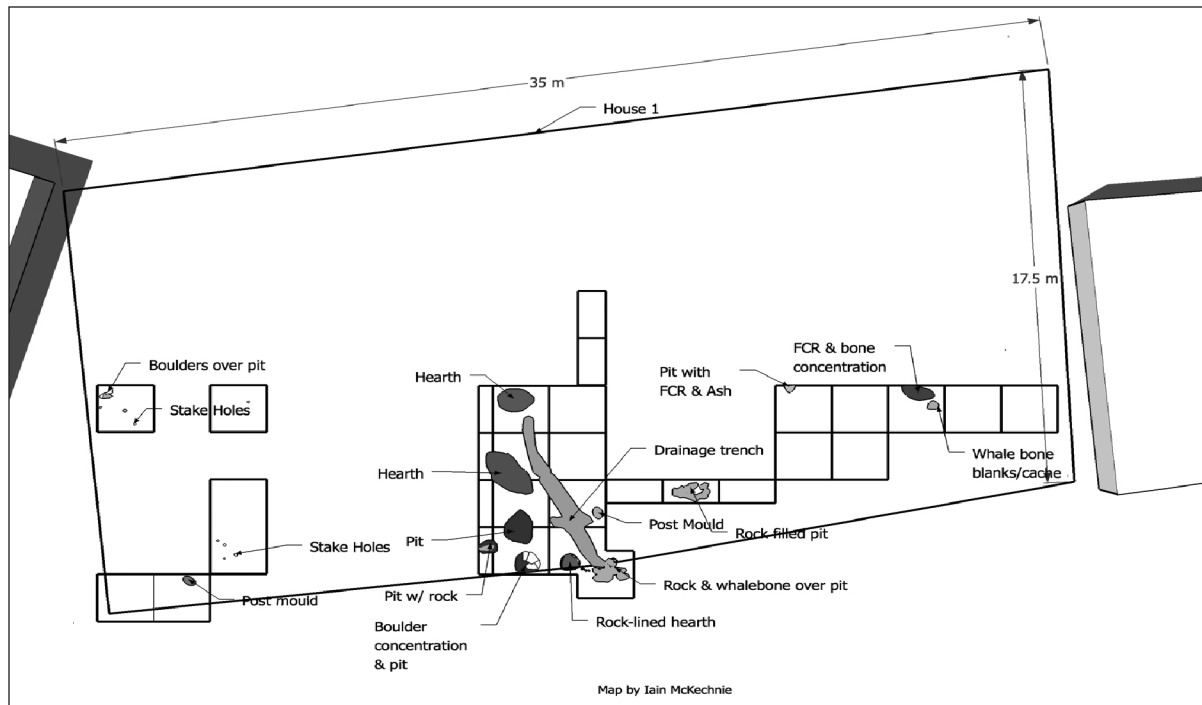 35 m
House 1
17.5 m
Boulders over pit
Stake Holes
Hearth
Pit with
FCR & Ash
FCR & bone
concentration
Hearth
Drainage trench
Whale bone
blanks/cache
Pit
Post Mould
Rock filled pit
Stake Holes
Post mould
Pit w/ rock
Rock & whalebone over pit
Boulder
concentration
& pit
Rock-lined hearth
Map by Iain McKechnie